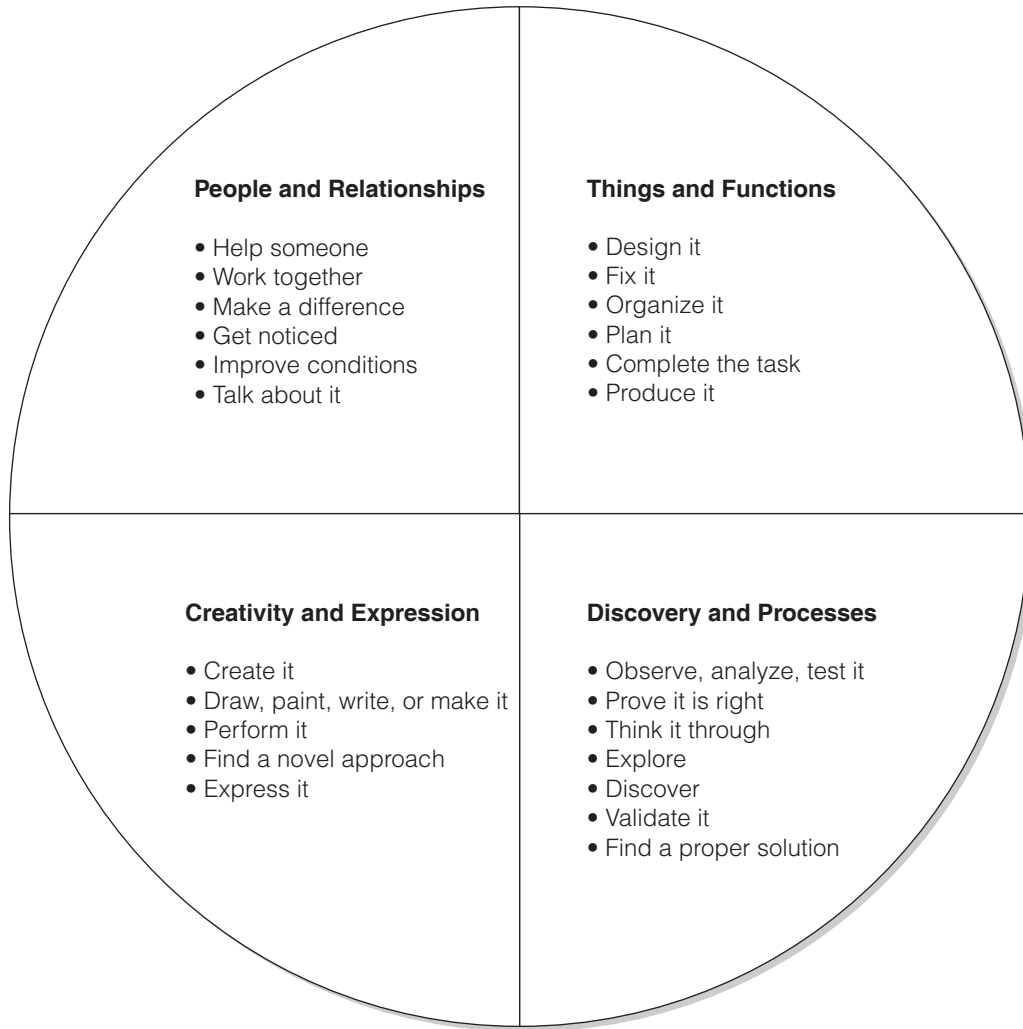 People and Relationships
• Help someone
• Work together
• Make a difference
• Get noticed
• Improve conditions
• Talk about it
Things and Functions
• Design it
• Fix it
• Organize it
• Plan it
• Complete the task
• Produce it
Creativity and Expression
• Create it
• Draw, paint, write, or make it
• Perform it
• Find a novel approach
• Express it
Discovery and Processes
• Observe, analyze, test it
• Prove it is right
• Think it through
• Explore
• Discover
• Validate it
• Find a proper solution